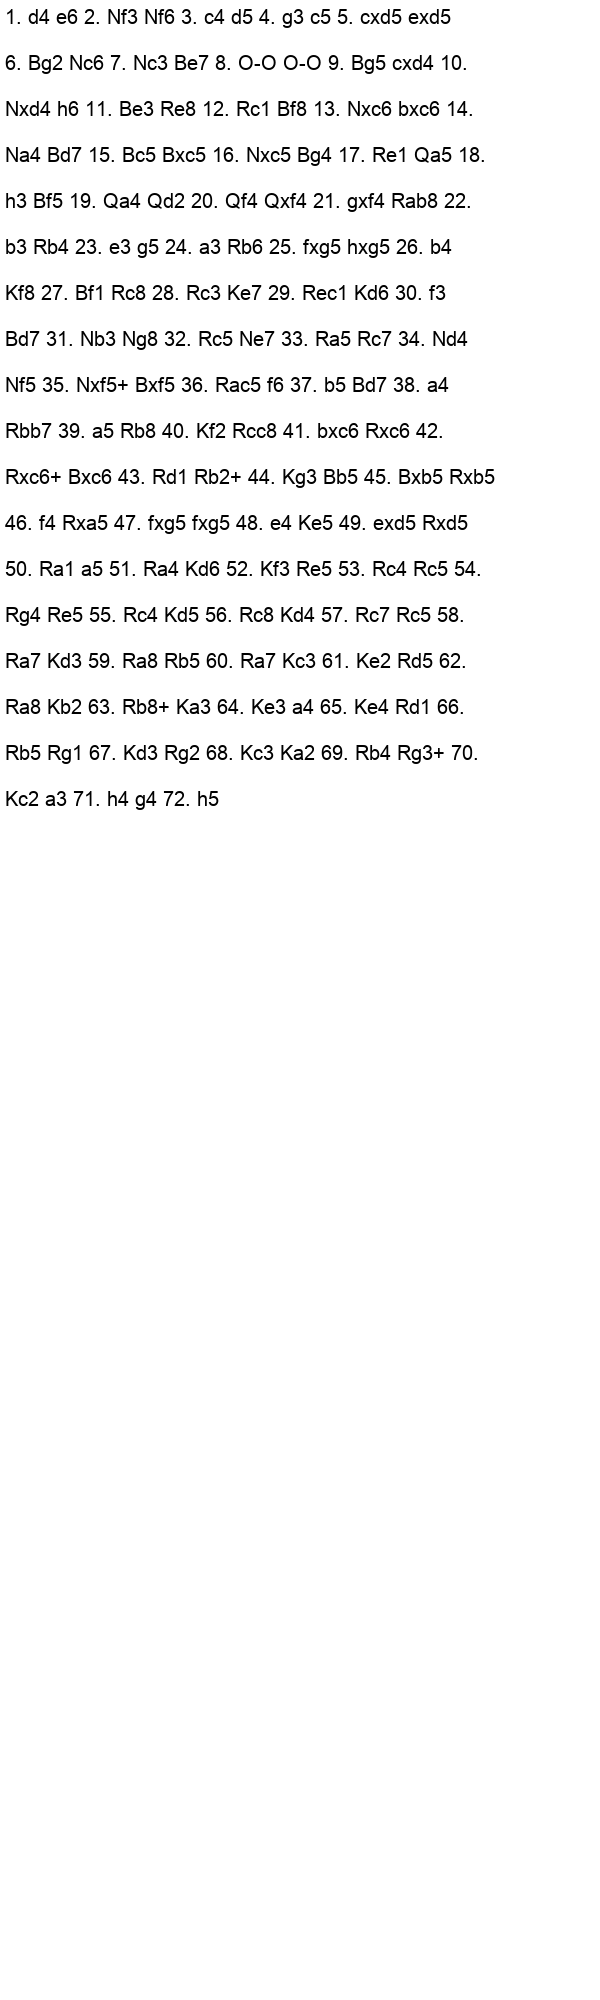 1. d4 e6 2. Nf3 Nf6 3. c4 d5 4. g3 c5 5. cxd5 exd5
6. Bg2 Nc6 7. Nc3 Be7 8. O-O O-O 9. Bg5 cxd4 10.
Nxd4 h6 11. Be3 Re8 12. Rc1 Bf8 13. Nxc6 bxc6 14.
Na4 Bd7 15. Bc5 Bxc5 16. Nxc5 Bg4 17. Re1 Qa5 18.
h3 Bf5 19. Qa4 Qd2 20. Qf4 Qxf4 21. gxf4 Rab8 22.
b3 Rb4 23. e3 g5 24. a3 Rb6 25. fxg5 hxg5 26. b4
Kf8 27. Bf1 Rc8 28. Rc3 Ke7 29. Rec1 Kd6 30. f3
Bd7 31. Nb3 Ng8 32. Rc5 Ne7 33. Ra5 Rc7 34. Nd4
Nf5 35. Nxf5+ Bxf5 36. Rac5 f6 37. b5 Bd7 38. a4
Rbb7 39. a5 Rb8 40. Kf2 Rcc8 41. bxc6 Rxc6 42.
Rxc6+ Bxc6 43. Rd1 Rb2+ 44. Kg3 Bb5 45. Bxb5 Rxb5
46. f4 Rxa5 47. fxg5 fxg5 48. e4 Ke5 49. exd5 Rxd5
50. Ra1 a5 51. Ra4 Kd6 52. Kf3 Re5 53. Rc4 Rc5 54.
Rg4 Re5 55. Rc4 Kd5 56. Rc8 Kd4 57. Rc7 Rc5 58.
Ra7 Kd3 59. Ra8 Rb5 60. Ra7 Kc3 61. Ke2 Rd5 62.
Ra8 Kb2 63. Rb8+ Ka3 64. Ke3 a4 65. Ke4 Rd1 66.
Rb5 Rg1 67. Kd3 Rg2 68. Kc3 Ka2 69. Rb4 Rg3+ 70.
Kc2 a3 71. h4 g4 72. h5